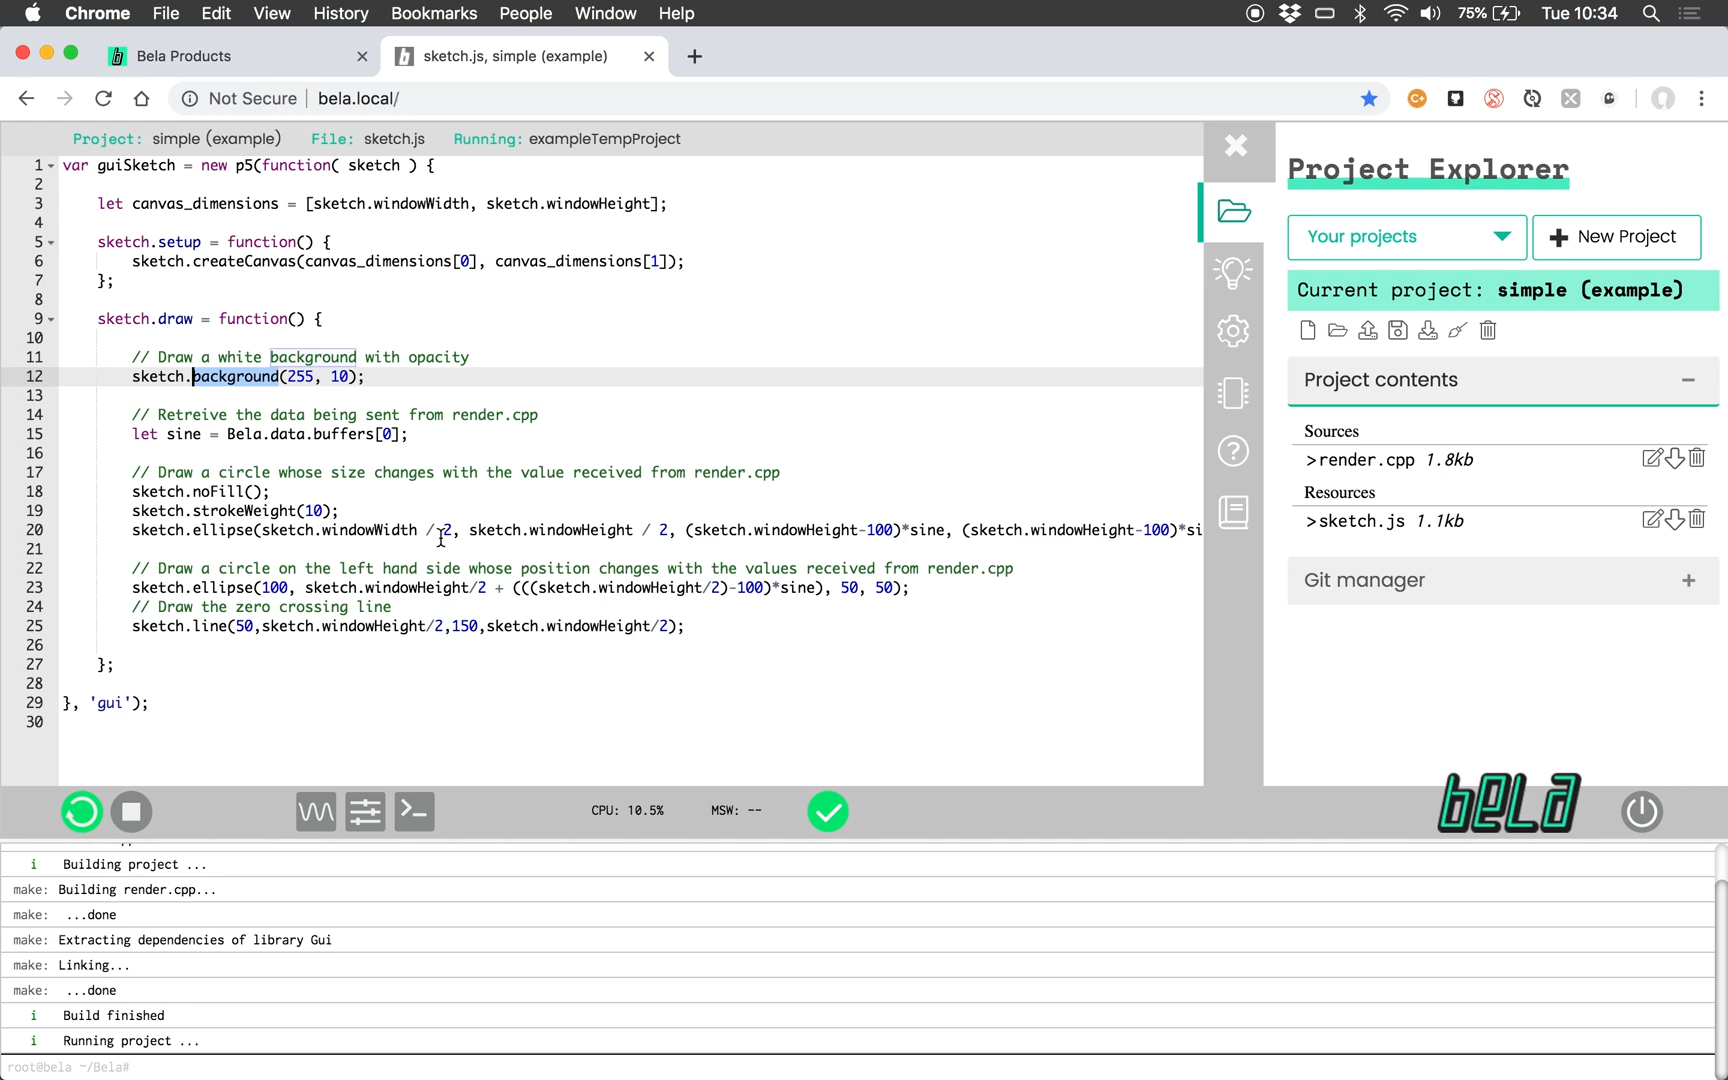 Chrome File Edit View History Bookmarks People Window Help 75% Tue 10:34
Bela Products sketch.js, simple (example)
Not Secure bela.local/
Project: simple (example) File: sketch.js Running: exampleTempProject
1 var guiSketch = new p5(function( sketch ) {
2
3 let canvas_dimensions = [sketch.windowWidth, sketch.windowHeight];
4
5 sketch.setup = function() {
6 sketch.createCanvas(canvas_dimensions[0], canvas_dimensions[1]);
7 };
8
9 sketch.draw = function() {
10
11 // Draw a white background with opacity
12 sketch.background(255, 10);
13
14 // Retreive the data being sent from render.cpp
15 let sine = Bela.data.buffers[0];
16
17 // Draw a circle whose size changes with the value received from render.cpp
18 sketch.noFill();
19 sketch.strokeWeight(10);
20 sketch.ellipse(sketch.windowWidth / 2, sketch.windowHeight / 2, (sketch.windowHeight-100)*sine, (sketch.windowHeight-100)*si
21
22 // Draw a circle on the left hand side whose position changes with the values received from render.cpp
23 sketch.ellipse(100, sketch.windowHeight/2 + (((sketch.windowHeight/2)-100)*sine), 50, 50);
24 // Draw the zero crossing line
25 sketch.line(50,sketch.windowHeight/2,150,sketch.windowHeight/2);
26
27 };
28
29 }, 'gui');
30
Project Explorer
Your projects
New Project
Current project: simple (example)
Project contents
Sources
>render.cpp 1.8kb
Resources
>sketch.js 1.1kb
Git manager
CPU: 10.5% MSW: --
bela
i Building project ...
make: Building render.cpp...
make: ...done
make: Extracting dependencies of library Gui
make: Linking...
make: ...done
i Build finished
i Running project ...
root@bela ~/Bela#